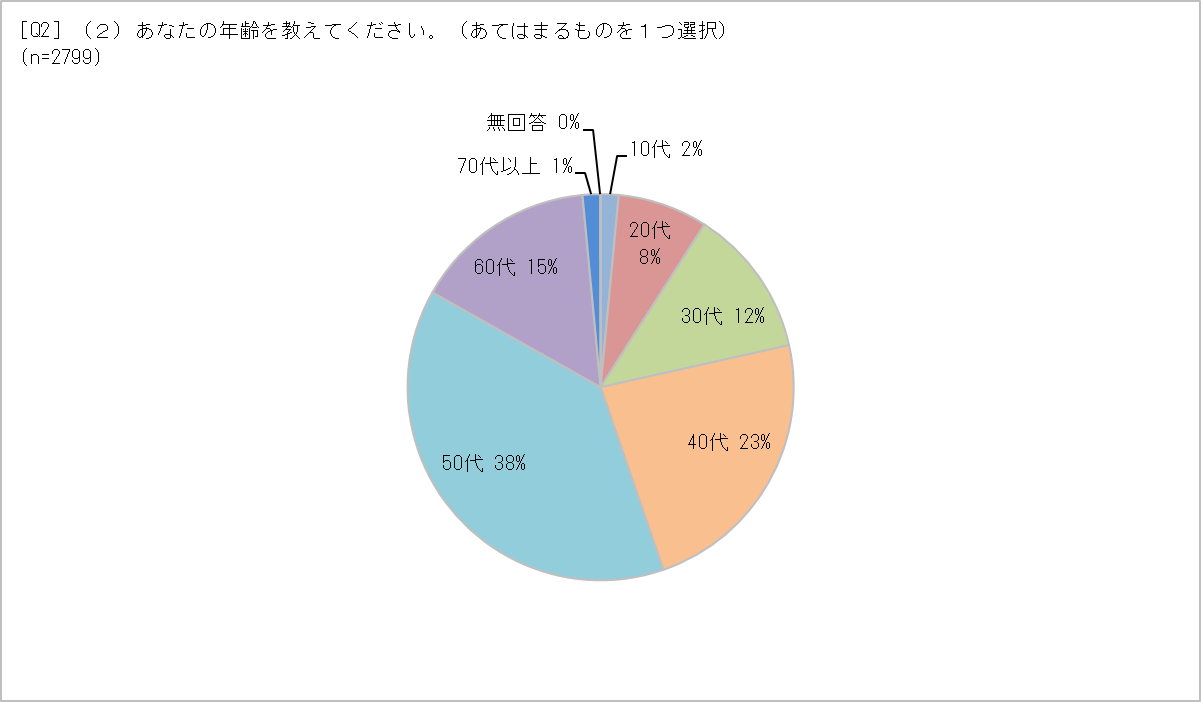 [Q2] （２）あなたの年齢を教えてください。（あてはまるものを１つ選択）
(n=2799)
無回答 0%
10代 2%
70代以上 1%
20代
8%
60代 15%
30代 12%
40代 23%
50代 38%